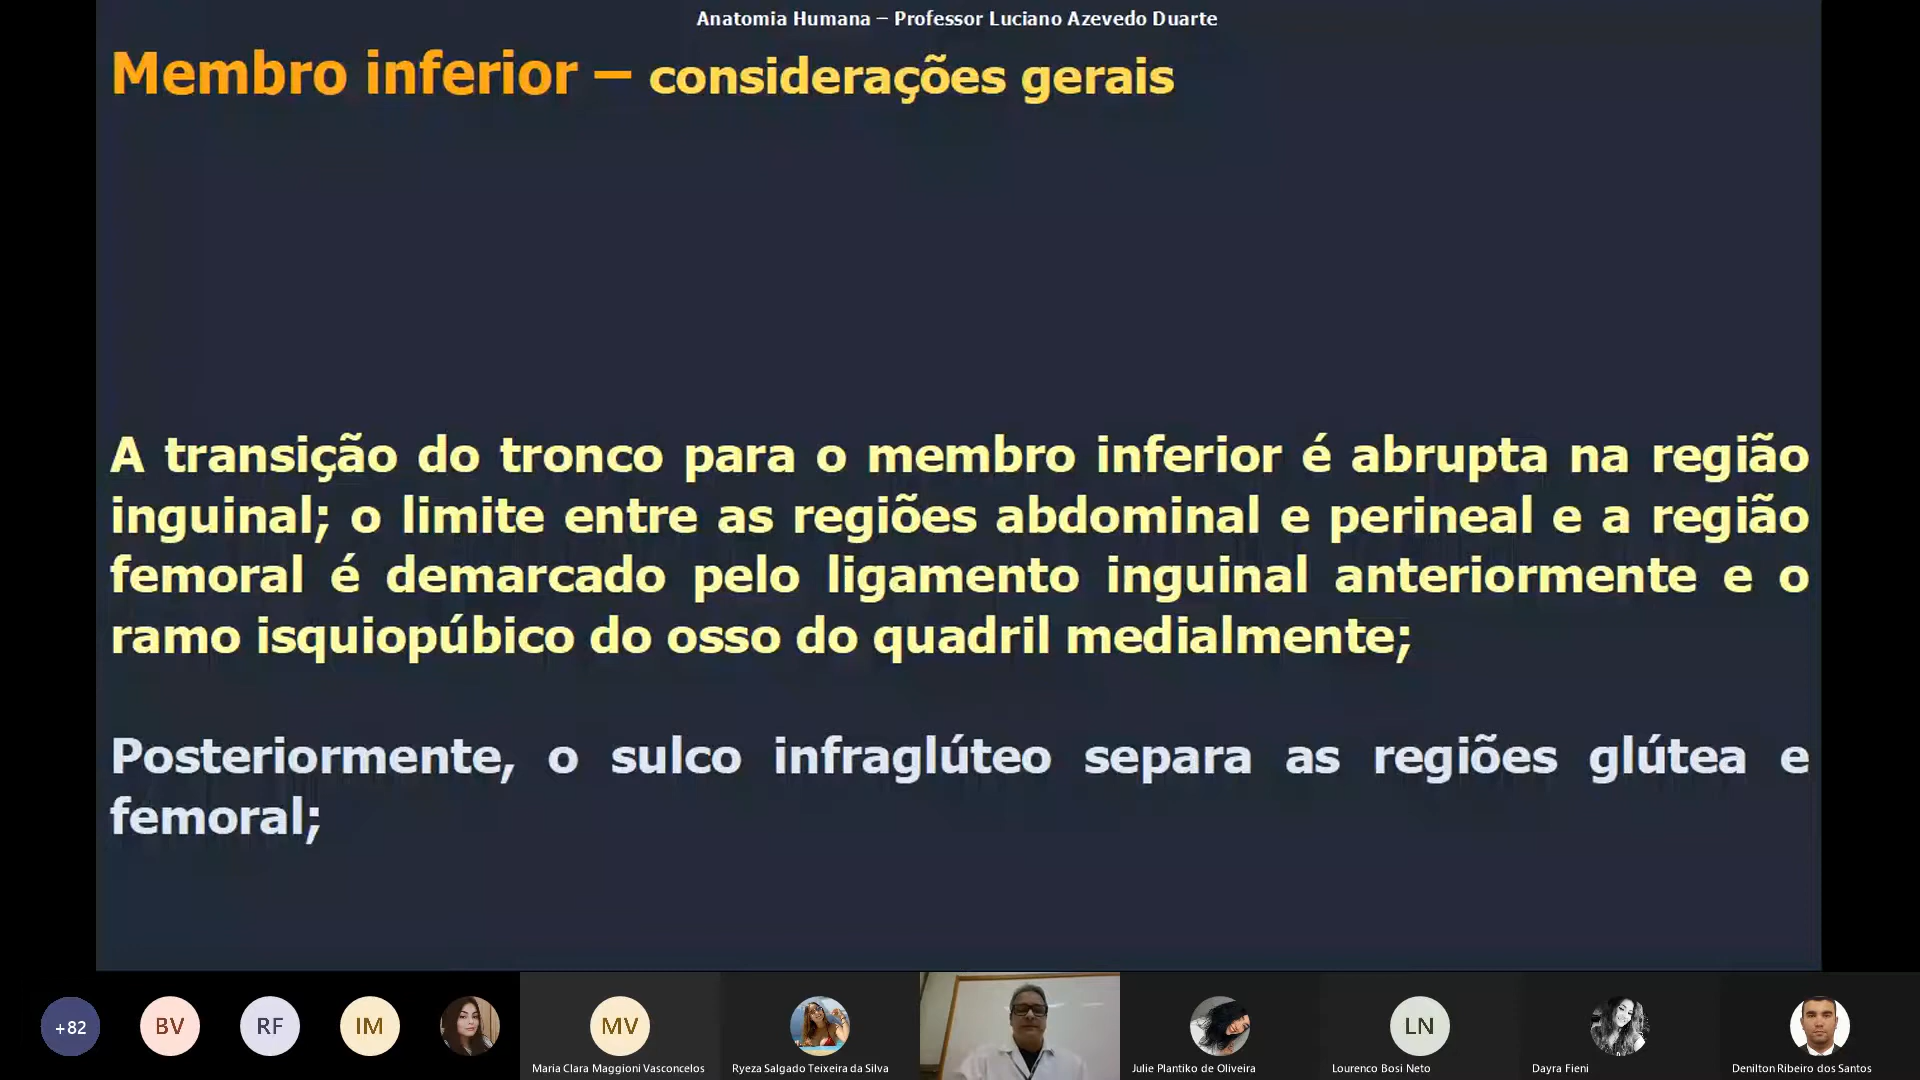 Anatomia Humana – Professor Luciano Azevedo Duarte
Membro inferior – considerações gerais
A transição do tronco para o membro inferior é abrupta na região
inguinal; o limite entre as regiões abdominal e perineal e a região
femoral é demarcado pelo ligamento inguinal anteriormente e o
ramo isquiopúbico do osso do quadril medialmente;
Posteriormente, o sulco infraglúteo separa as regiões glútea e
femoral;
+82
BV
RF
IM
MV
LN
Maria Clara Maggioni Vasconcelos
Ryeza Salgado Teixeira da Silva
Julie Plantiko de Oliveira
Lourenco Bosi Neto
Dayra Fieni
Denilton Ribeiro dos Santos